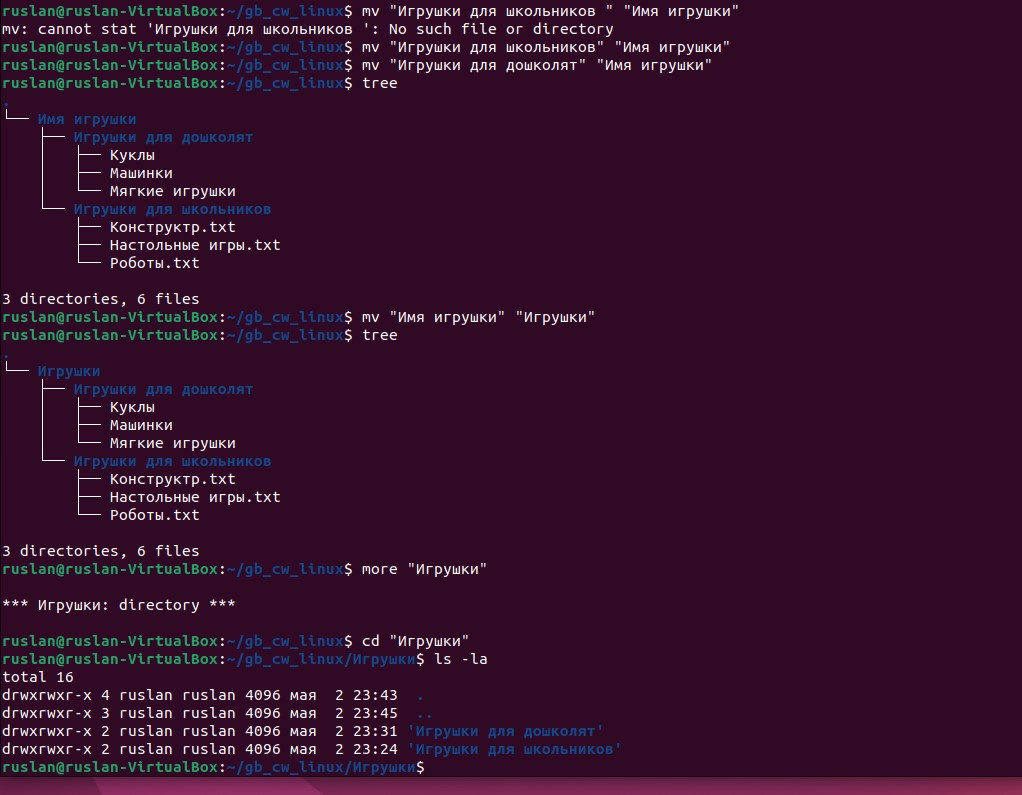 ruslan@ruslan-VirtualBox:~/gb_cw_linux$ mv "Игрушки для школьников " "Имя игрушки"
mv: cannot stat 'Игрушки для школьников ': No such file or directory
ruslan@ruslan-VirtualBox:~/gb_cw_linux$ mv "Игрушки для школьников" "Имя игрушки"
ruslan@ruslan-VirtualBox:~/gb_cw_linux$ mv "Игрушки для дошколят" "Имя игрушки"
ruslan@ruslan-VirtualBox:~/gb_cw_linux$ tree
.
└── Имя игрушки
    ├── Игрушки для дошколят
    │   ├── Куклы
    │   ├── Машинки
    │   └── Мягкие игрушки
    └── Игрушки для школьников
        ├── Конструктр.txt
        ├── Настольные игры.txt
        └── Роботы.txt
3 directories, 6 files
ruslan@ruslan-VirtualBox:~/gb_cw_linux$ mv "Имя игрушки" "Игрушки"
ruslan@ruslan-VirtualBox:~/gb_cw_linux$ tree
.
└── Игрушки
    ├── Игрушки для дошколят
    │   ├── Куклы
    │   ├── Машинки
    │   └── Мягкие игрушки
    └── Игрушки для школьников
        ├── Конструктр.txt
        ├── Настольные игры.txt
        └── Роботы.txt
3 directories, 6 files
ruslan@ruslan-VirtualBox:~/gb_cw_linux$ more "Игрушки"
*** Игрушки: directory ***
ruslan@ruslan-VirtualBox:~/gb_cw_linux$ cd "Игрушки"
ruslan@ruslan-VirtualBox:~/gb_cw_linux/Игрушки$ ls -la
total 16
drwxrwxr-x 4 ruslan ruslan 4096 мая  2 23:43  .
drwxrwxr-x 3 ruslan ruslan 4096 мая  2 23:45  ..
drwxrwxr-x 2 ruslan ruslan 4096 мая  2 23:31 'Игрушки для дошколят'
drwxrwxr-x 2 ruslan ruslan 4096 мая  2 23:24 'Игрушки для школьников'
ruslan@ruslan-VirtualBox:~/gb_cw_linux/Игрушки$